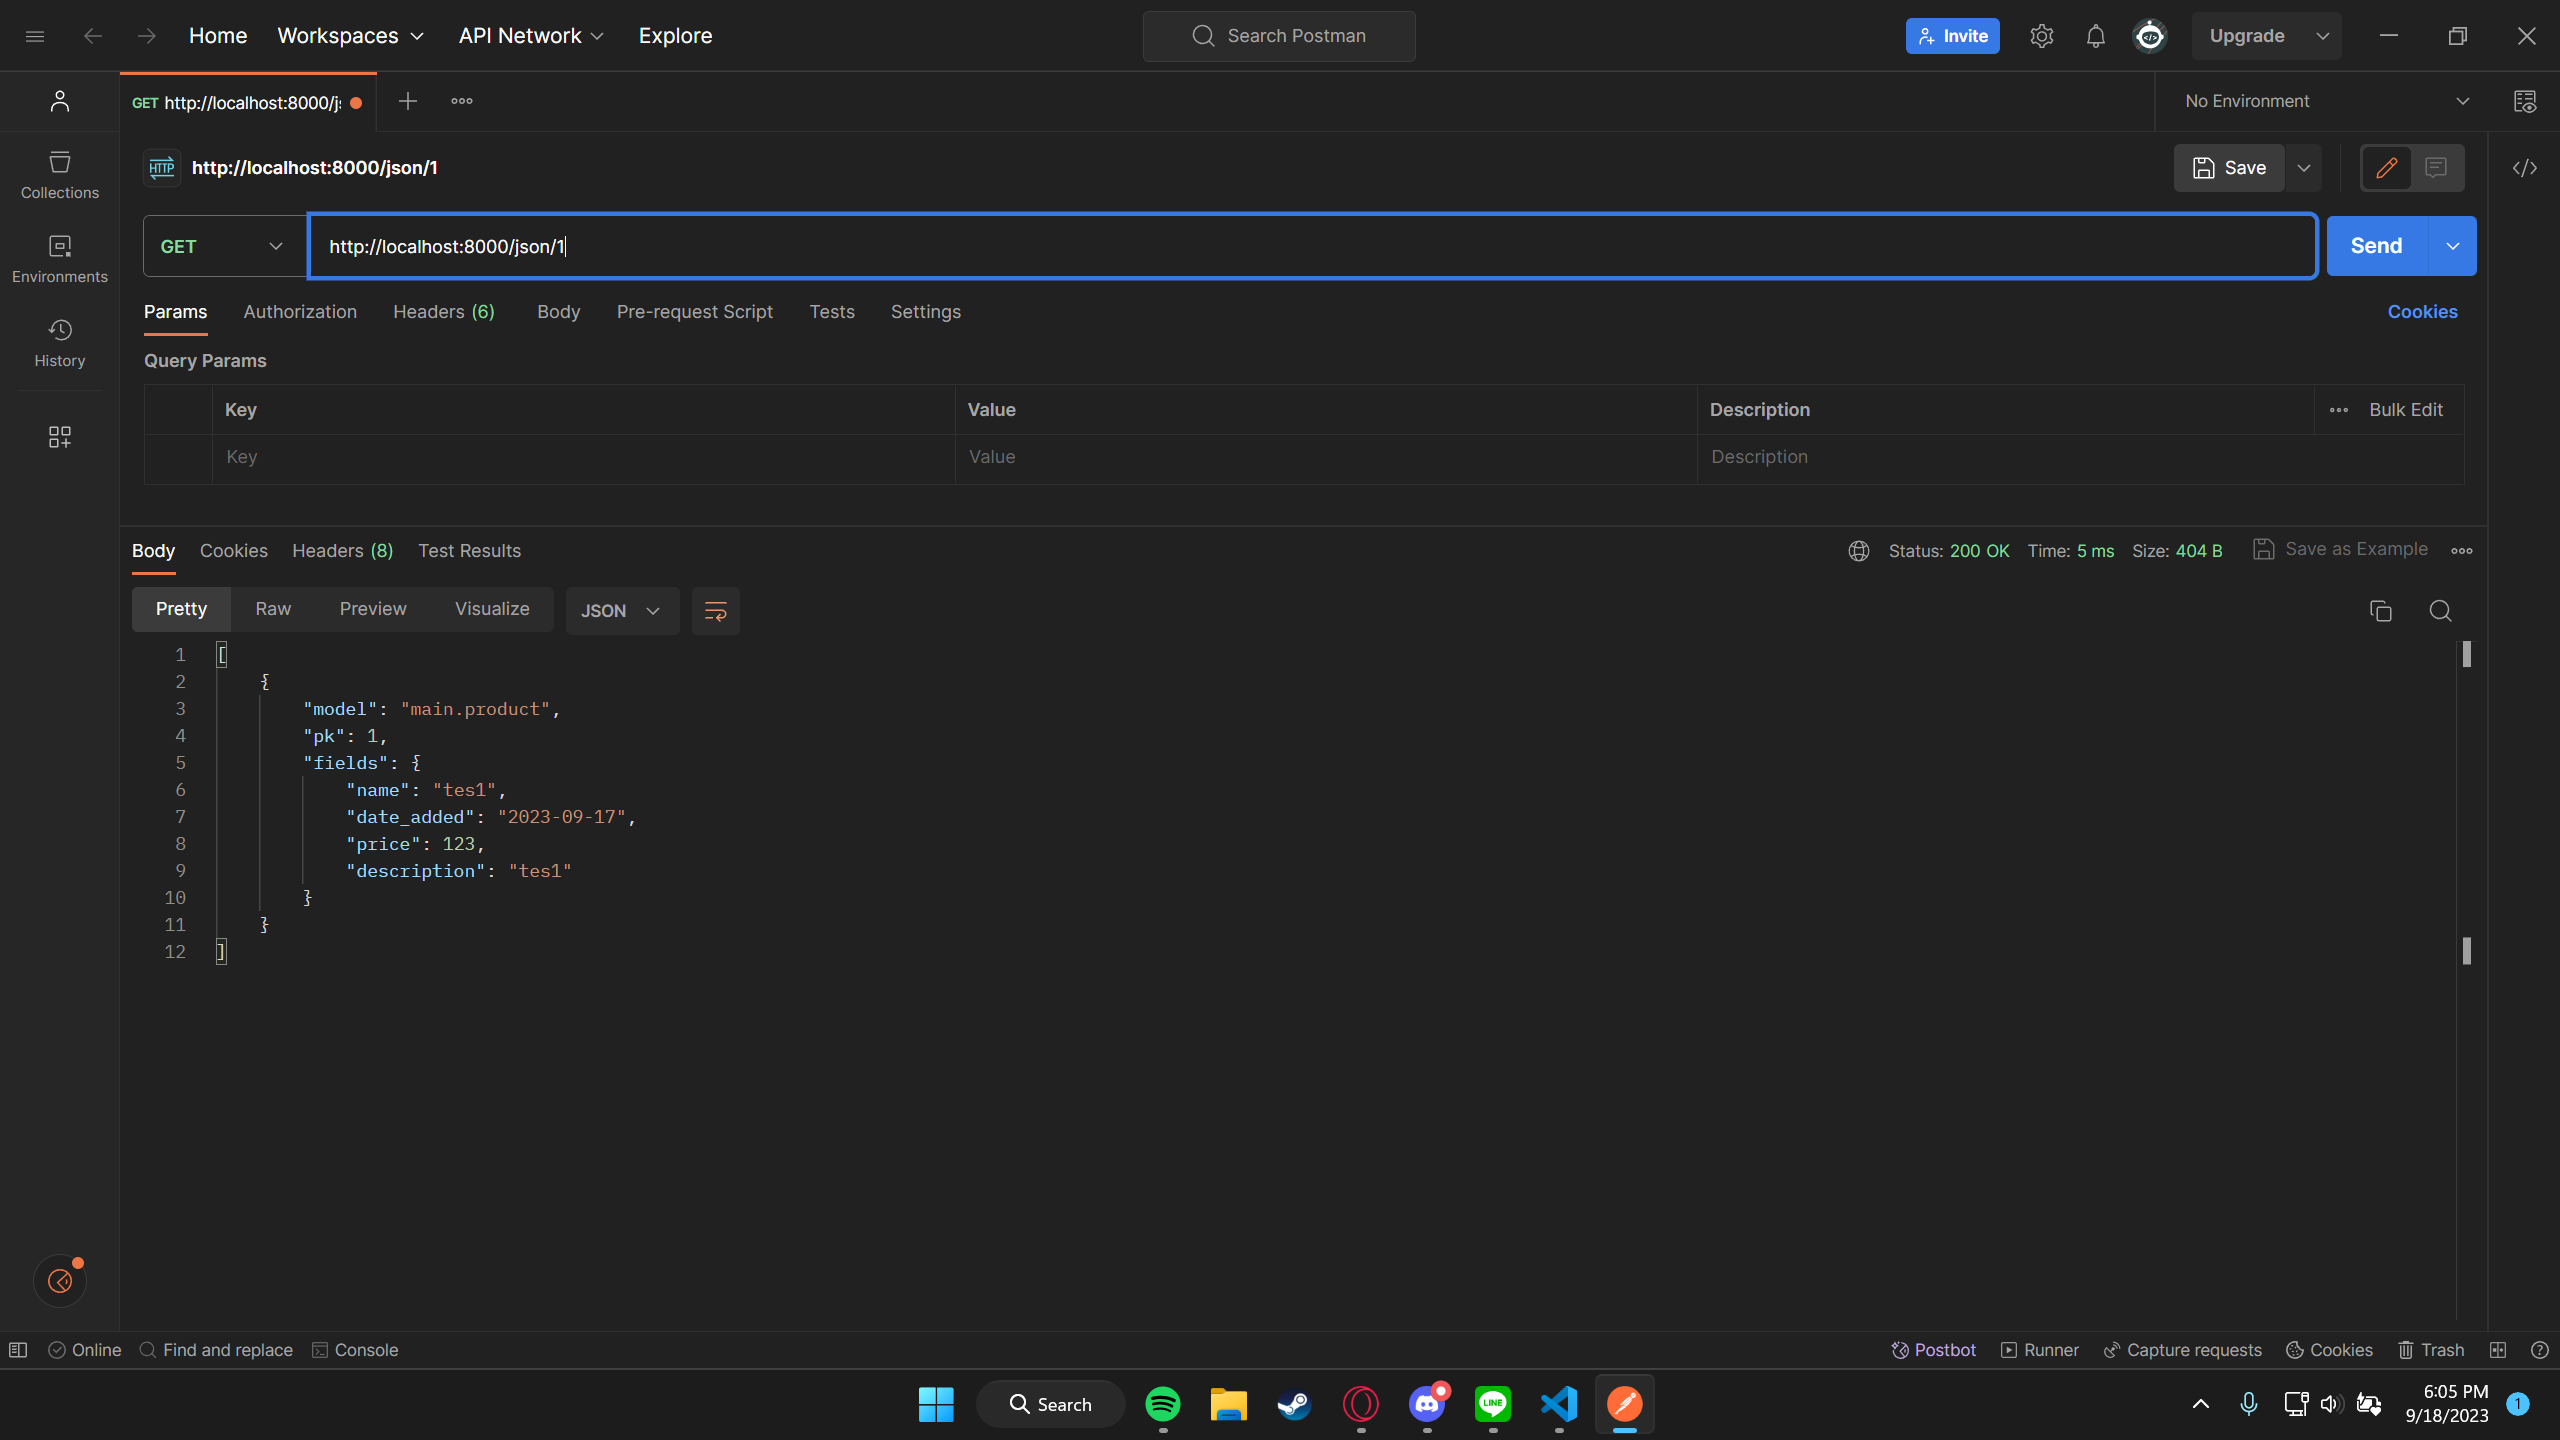 Home Workspaces API Network Explore Search Postman Invite Upgrade
GET http://localhost:8000/js No Environment
HTTP http://localhost:8000/json/1 Save
Collections
GET http://localhost:8000/json/1 Send
Environments
Params Authorization Headers (6) Body Pre-request Script Tests Settings Cookies
History
Query Params
Key Value Description Bulk Edit
Key Value Description
Body Cookies Headers (8) Test Results Status: 200 OK Time: 5 ms Size: 404 B Save as Example
Pretty Raw Preview Visualize JSON
1 [
2 {
3 "model": "main.product",
4 "pk": 1,
5 "fields": {
6 "name": "tes1",
7 "date_added": "2023-09-17",
8 "price": 123,
9 "description": "tes1"
10 }
11 }
12 ]
Online Find and replace Console Postbot Runner Capture requests Cookies Trash
Search LINE 6:05 PM
9/18/2023 1